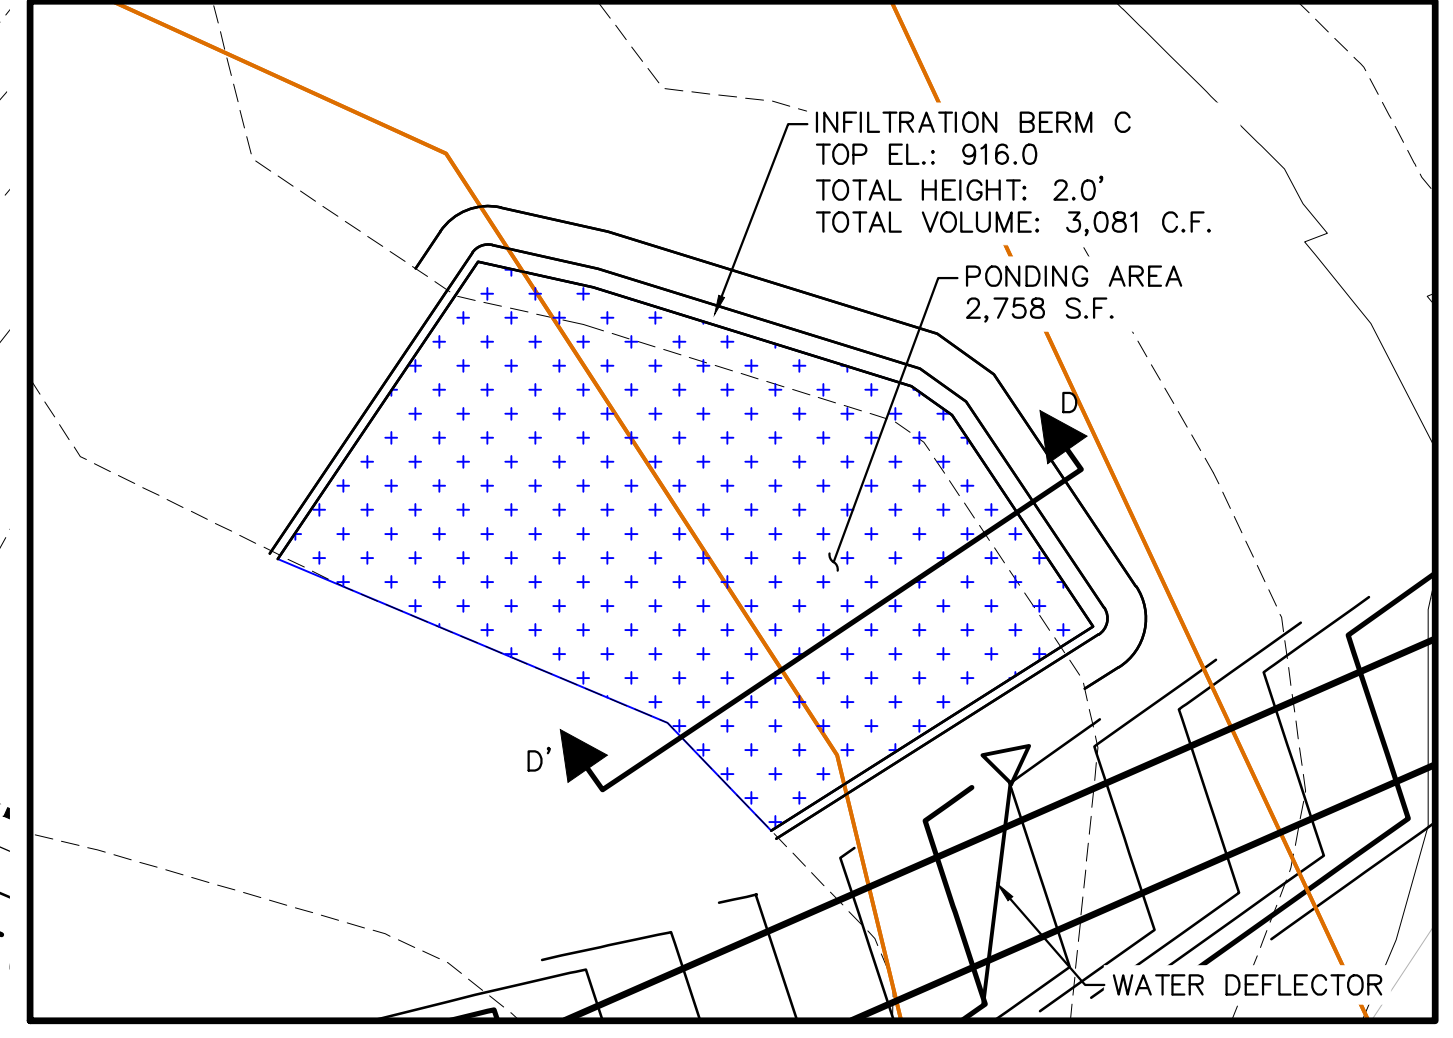 INFILTRATION BERM C
TOP EL.: 916.0
TOTAL HEIGHT: 2.0'
TOTAL VOLUME: 3,081 C.F.
PONDING AREA
2,758 S.F.
D
D'
WATER DEFLECTOR